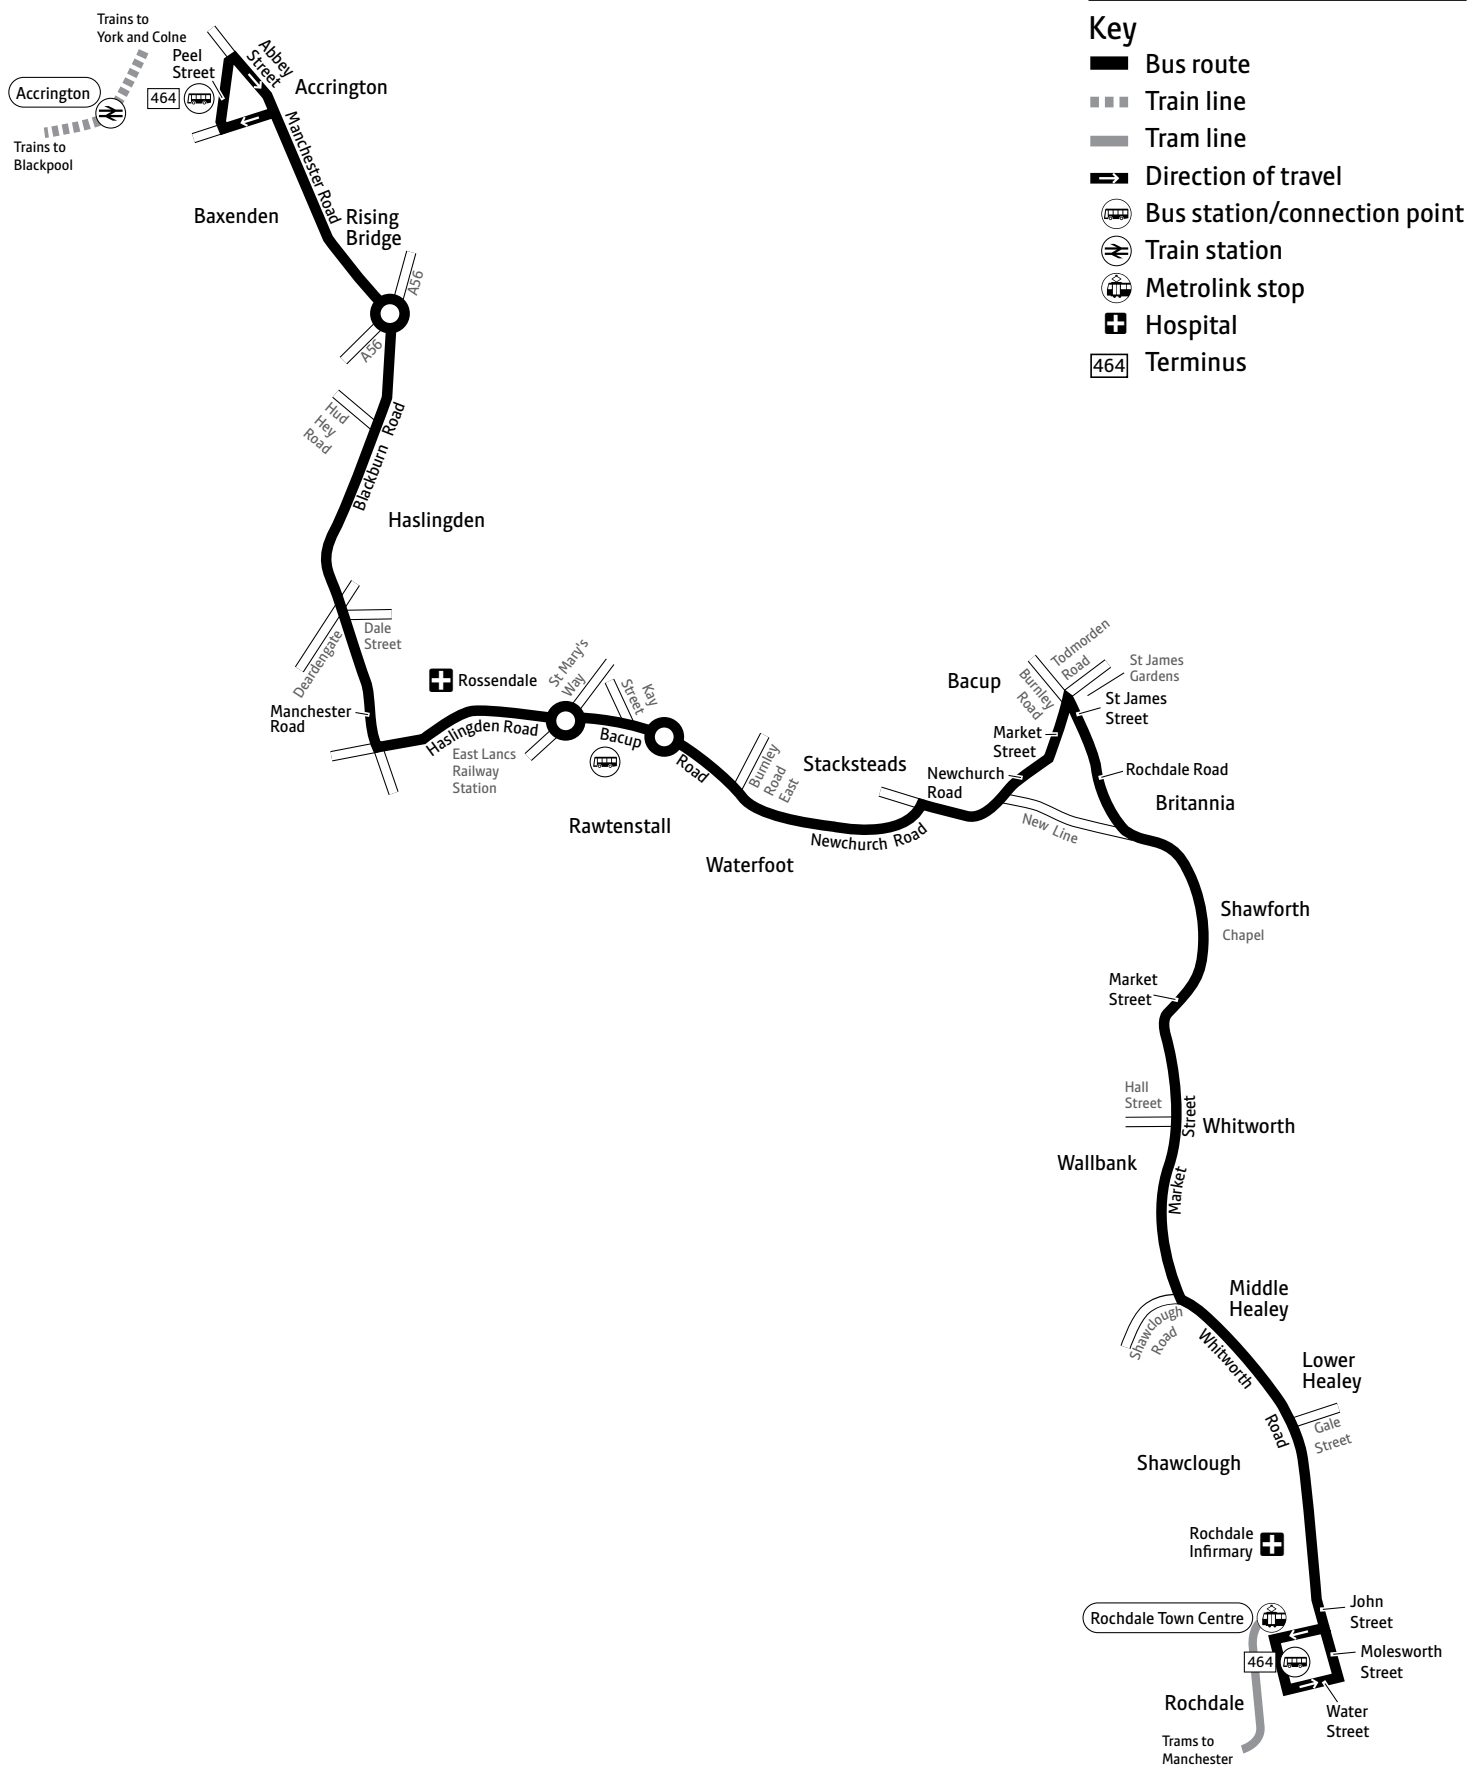 Trains to
York and Colne
Peel
Street
Abbey
Street
Accrington
Accrington
464
Trains to
Blackpool
Manchester Road
Baxenden
Rising
Bridge
A56
A56
Hud
Hey
Road
Blackburn Road
Haslingden
Deardengate
Dale
Street
Manchester
Road
Rossendale
Haslingden Road
St Mary's
Way
Kay
Street
East Lancs
Railway
Station
Bacup
Road
Rawtenstall
Burnley
Road
East
Waterfoot
Stacksteads
Newchurch Road
Newchurch
Road
Bacup
Market
Street
Burnley
Road
Todmorden
Road
St James
Gardens
St James
Street
Rochdale Road
Britannia
New Line
Shawforth
Chapel
Market
Street
Hall
Street
Whitworth
Wallbank
Market Street
Middle
Healey
Shawclough
Road
Whitworth
Road
Lower
Healey
Gale
Street
Shawclough
Rochdale
Infirmary
John
Street
Rochdale Town Centre
464
Molesworth
Street
Rochdale
Water
Street
Trams to
Manchester
Key
Bus route
Train line
Tram line
Direction of travel
Bus station/connection point
Train station
Metrolink stop
Hospital
464 Terminus